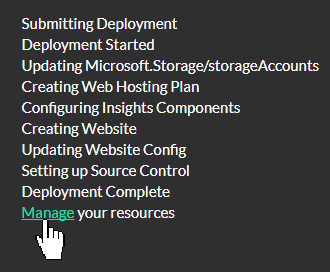 Submitting Deployment
Deployment Started
Updating Microsoft.Storage/storageAccounts
Creating Web Hosting Plan
Configuring Insights Components
Creating Website
Updating Website Config
Setting up Source Control
Deployment Complete
Manage your resources